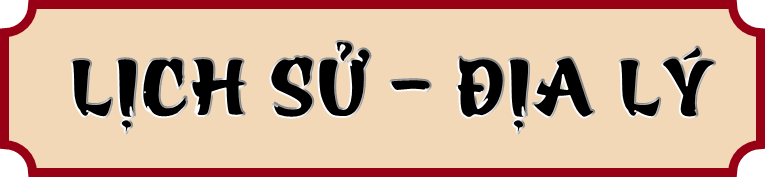 LỊCH SỬ - ĐỊA LÝ